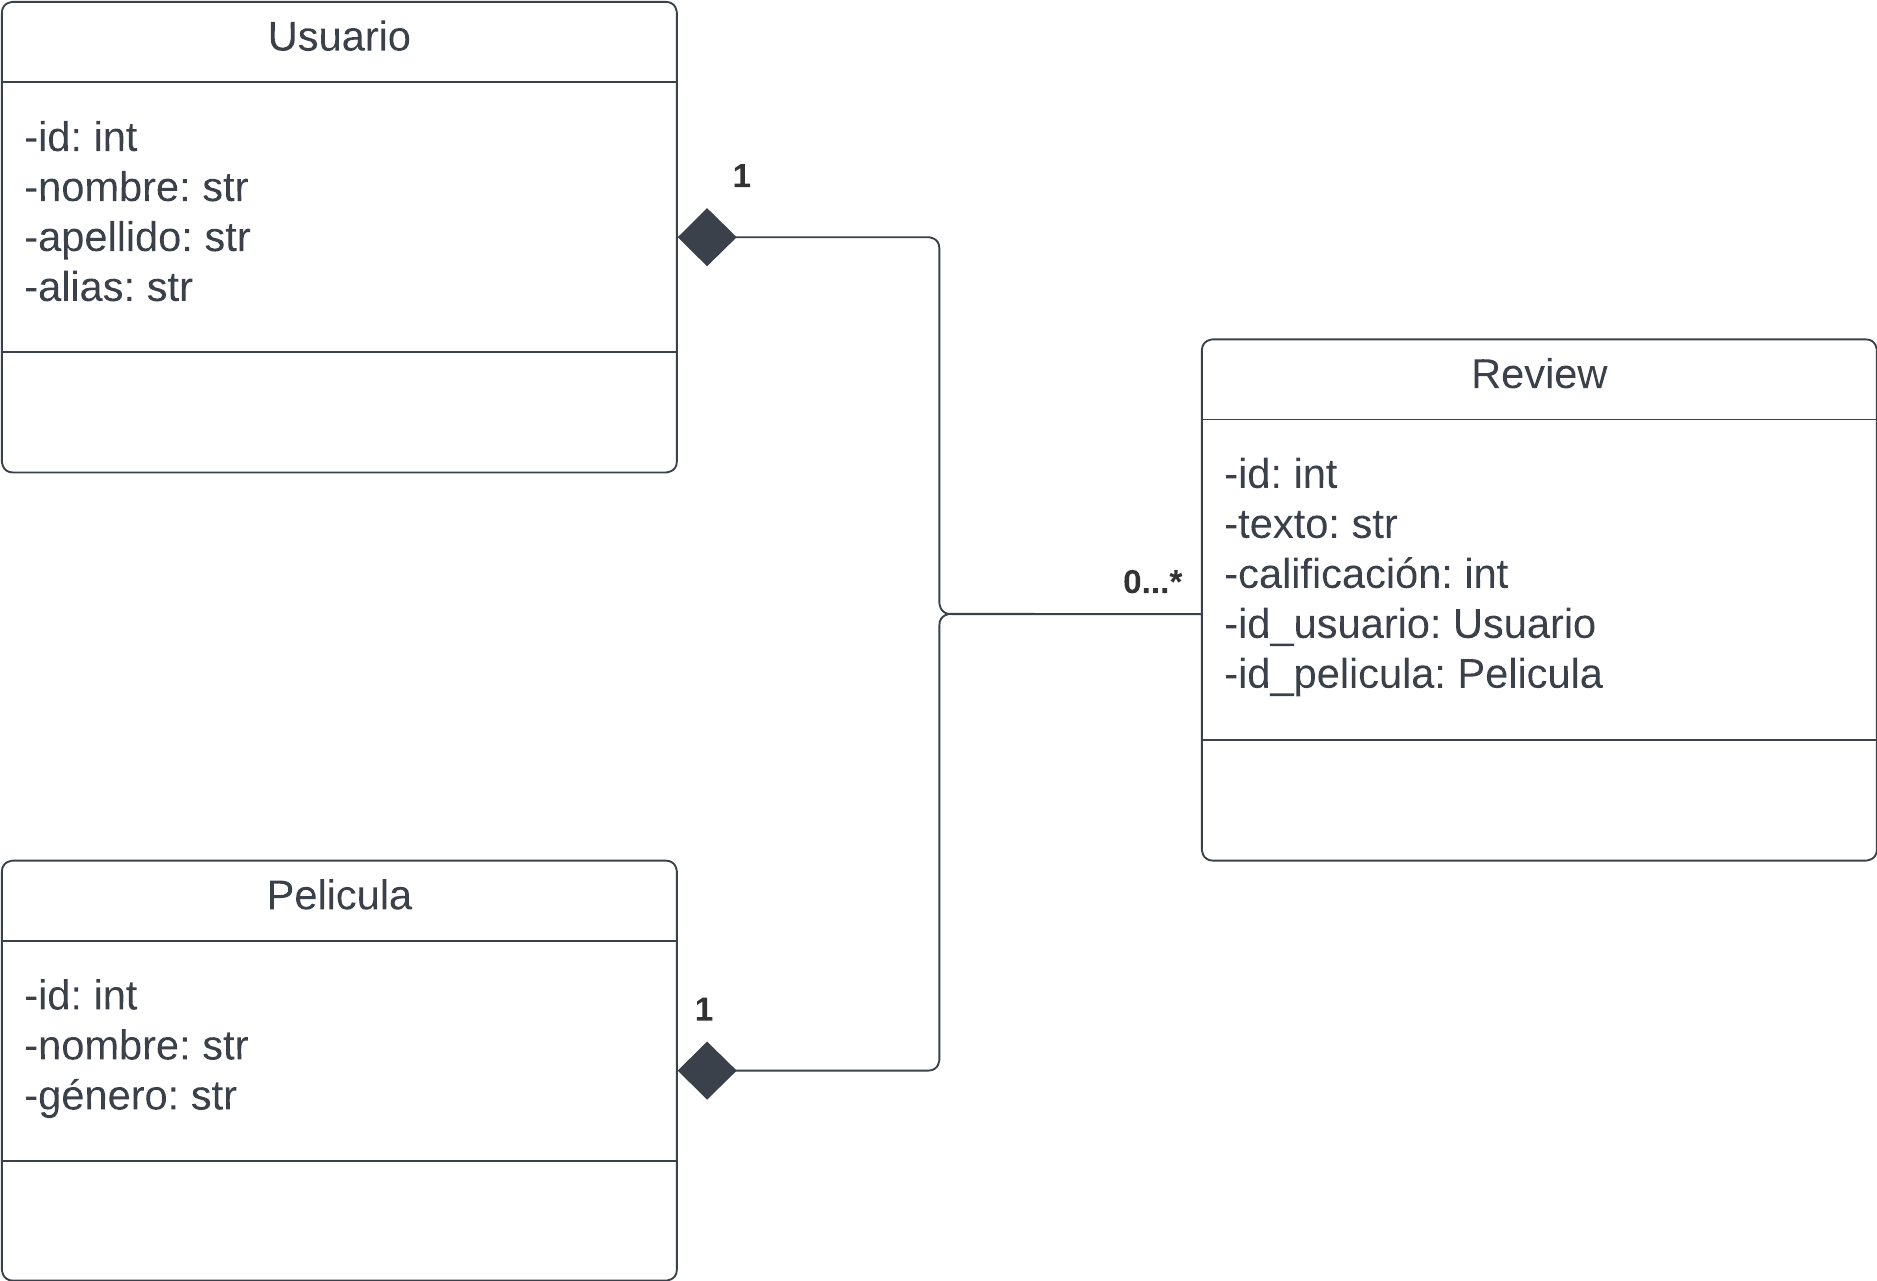 Usuario
-id: int
-nombre: str
-apellido: str
-alias: str
1
Review
-id: int
-texto: str
-calificación: int
-id_usuario: Usuario
-id_pelicula: Pelicula
0...*
Pelicula
-id: int
-nombre: str
-género: str
1